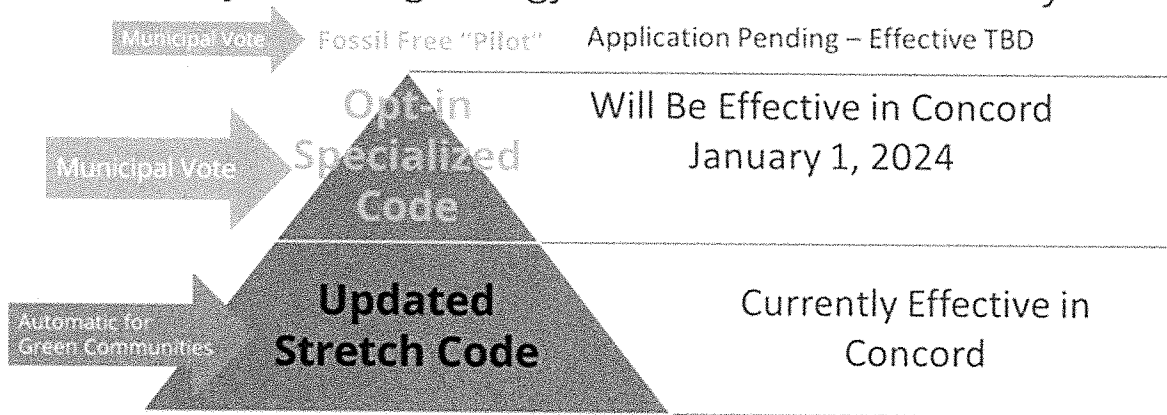 Municipal Vote
Fossil Free “Pilot”
Application Pending – Effective TBD
Municipal Vote
Opt-in
Specialized
Code
Will Be Effective in Concord
January 1, 2024
Automatic for
Green Communities
Updated
Stretch Code
Currently Effective in
Concord